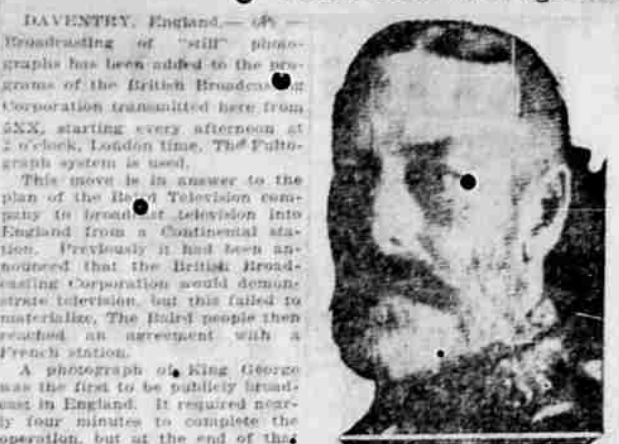 DAVENTRY, England.— (AP) —
Broadcasting of "still" photo-
graphs has been added to the pro-
grams of the British Broadcasting
Corporation transmitted here from
5XX, starting every afternoon at
2 o'clock, London time. The Fulto-
graph system is used.
This move is in answer to the
plan of the Baird Television com-
pany to broadcast television into
England from a Continental sta-
tion. Previously it had been an-
nounced that the British Broad-
casting Corporation would demon-
strate television, but this failed to
materialize. The Baird people then
reached an agreement with a
French station.
A photograph of King George
was the first to be publicly broad-
cast in England. It required near-
ly four minutes to complete the
operation, but at the end of that